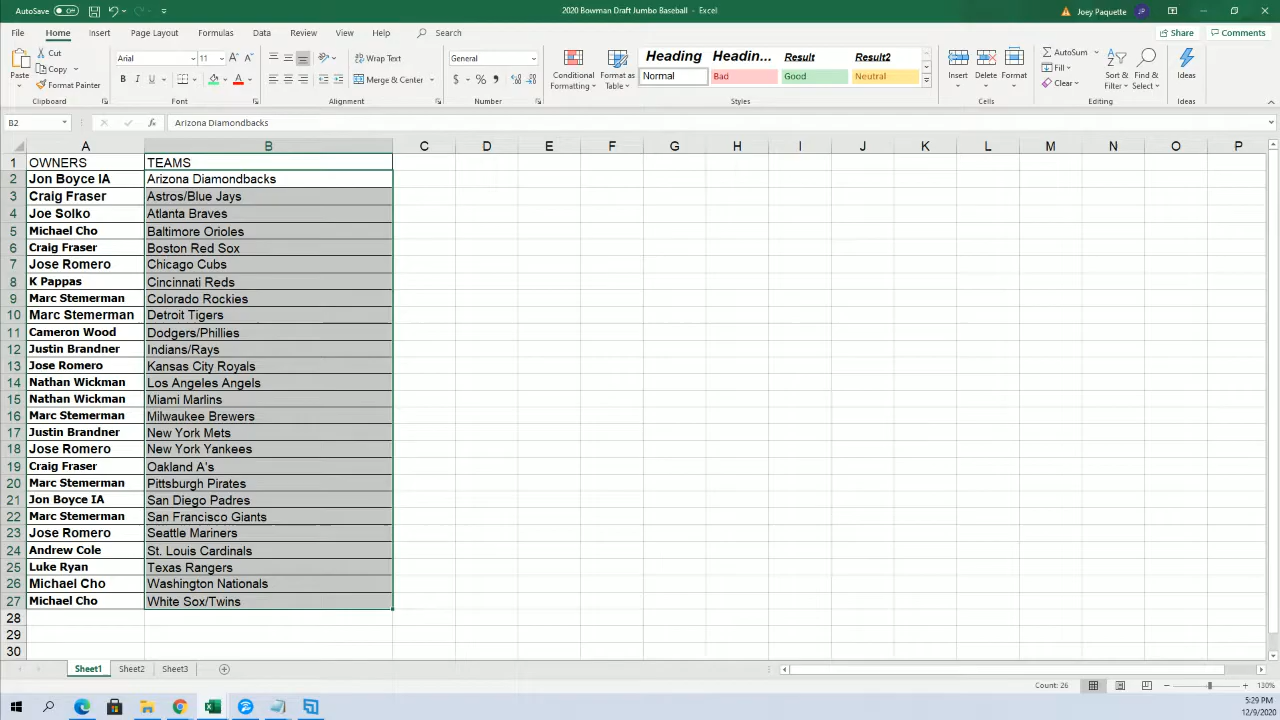 AutoSave Off 2020 Bowman Draft Jumbo Baseball - Excel Joey Paquette JP
File Home Insert Page Layout Formulas Data Review View Help Search Share Comments
Paste Cut Copy Format Painter Clipboard
Arial 11 B I U A Font
Wrap Text Merge & Center Alignment
General $ % Number
Conditional Formatting Format as Table Heading Headin... Result Result2 Normal Bad Good Neutral Styles
Insert Delete Format Cells
AutoSum Fill Clear Sort & Filter Find & Select Editing
Ideas Ideas
B2 fx Arizona Diamondbacks
A B C D E F G H I J K L M N O P
1 OWNERS TEAMS
2 Jon Boyce IA Arizona Diamondbacks
3 Craig Fraser Astros/Blue Jays
4 Joe Solko Atlanta Braves
5 Michael Cho Baltimore Orioles
6 Craig Fraser Boston Red Sox
7 Jose Romero Chicago Cubs
8 K Pappas Cincinnati Reds
9 Marc Stemerman Colorado Rockies
10 Marc Stemerman Detroit Tigers
11 Cameron Wood Dodgers/Phillies
12 Justin Brandner Indians/Rays
13 Jose Romero Kansas City Royals
14 Nathan Wickman Los Angeles Angels
15 Nathan Wickman Miami Marlins
16 Marc Stemerman Milwaukee Brewers
17 Justin Brandner New York Mets
18 Jose Romero New York Yankees
19 Craig Fraser Oakland A's
20 Marc Stemerman Pittsburgh Pirates
21 Jon Boyce IA San Diego Padres
22 Marc Stemerman San Francisco Giants
23 Jose Romero Seattle Mariners
24 Andrew Cole St. Louis Cardinals
25 Luke Ryan Texas Rangers
26 Michael Cho Washington Nationals
27 Michael Cho White Sox/Twins
28
29
30
Sheet1 Sheet2 Sheet3
Count: 26 130%
5:29 PM
12/9/2020